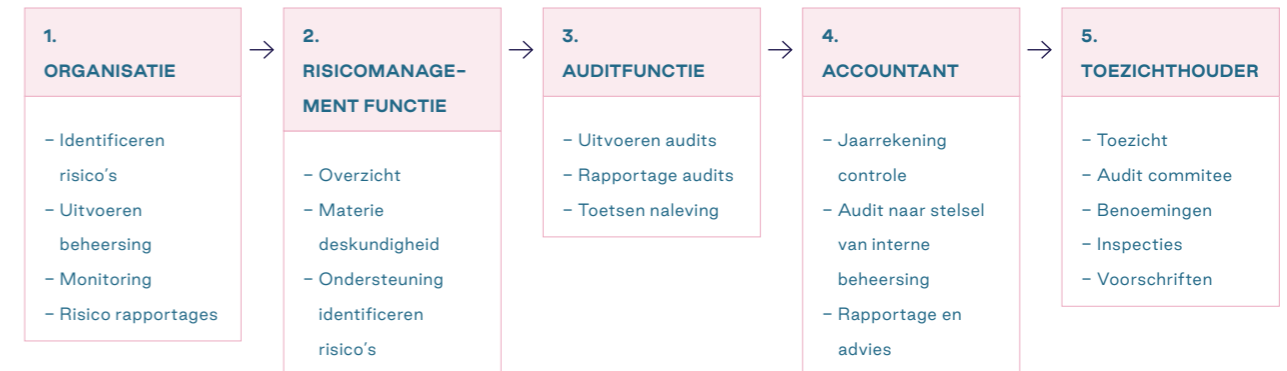 1.
ORGANISATIE
– Identificeren
risico's
– Uitvoeren
beheersing
– Monitoring
– Risico rapportages
2.
RISICOMANAGE-
MENT FUNCTIE
– Overzicht
– Materie
deskundigheid
– Ondersteuning
identificeren
risico's
3.
AUDITFUNCTIE
– Uitvoeren audits
– Rapportage audits
– Toetsen naleving
4.
ACCOUNTANT
– Jaarrekening
controle
– Audit naar stelsel
van interne
beheersing
– Rapportage en
advies
5.
TOEZICHTHOUDER
– Toezicht
– Audit commitee
– Benoemingen
– Inspecties
– Voorschriften